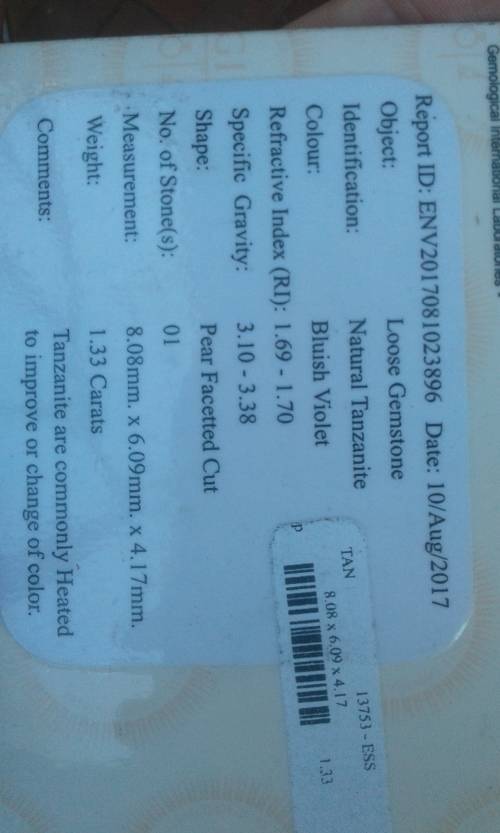 Gemological International Laboratories
Report ID: ENV2017081023896 Date: 10/Aug/2017
Object: Loose Gemstone
Identification: Natural Tanzanite
Colour: Bluish Violet
Refractive Index (RI): 1.69 - 1.70
Specific Gravity: 3.10 - 3.38
Shape: Pear Facetted Cut
No. of Stone(s): 01
Measurement: 8.08mm. x 6.09mm. x 4.17mm.
Weight: 1.33 Carats
Comments: Tanzanite are commonly Heated
to improve or change of color.
13753 - ESS
TAN
8.08 x 6.09 x 4.17 1.33